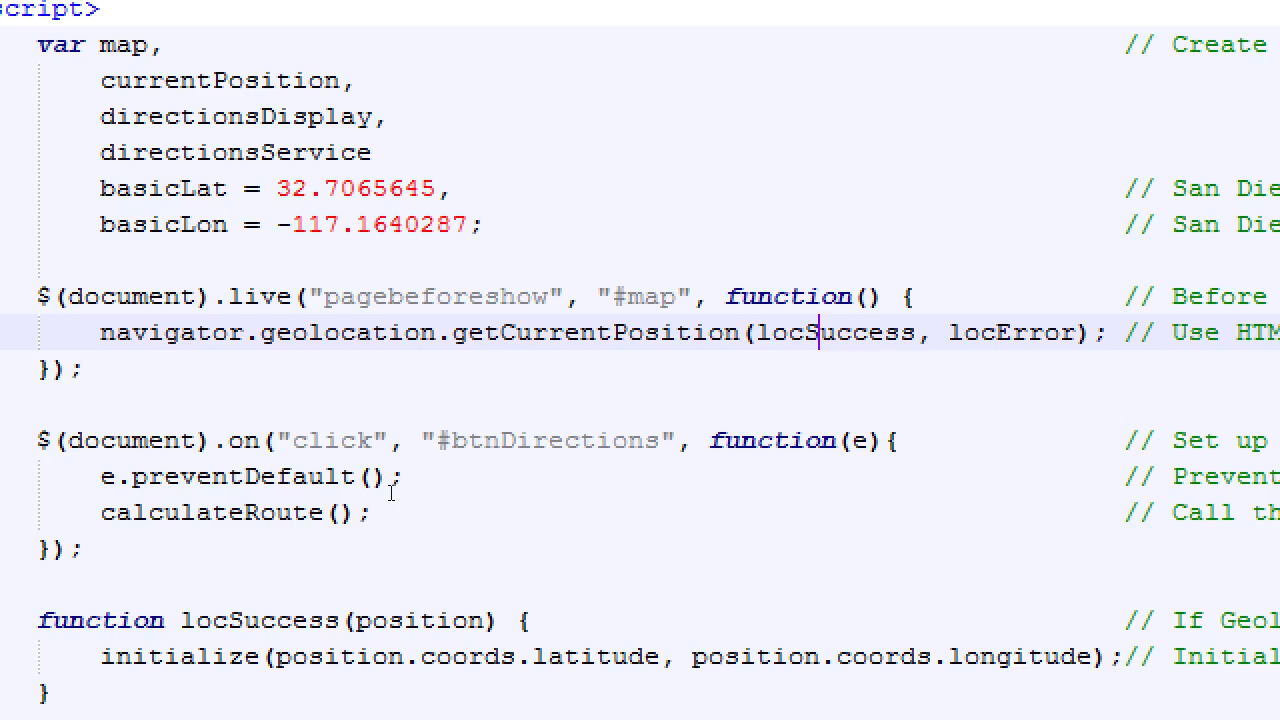 script>
var map, // Create
currentPosition,
directionsDisplay,
directionsService
basicLat = 32.7065645, // San Die
basicLon = -117.1640287; // San Die
$(document).live("pagebeforeshow", "#map", function() { // Before
navigator.geolocation.getCurrentPosition(locSuccess, locError); // Use HTM
});
$(document).on("click", "#btnDirections", function(e){ // Set up
e.preventDefault(); // Prevent
calculateRoute(); // Call th
});
function locSuccess(position) { // If Geol
initialize(position.coords.latitude, position.coords.longitude);// Initial
}